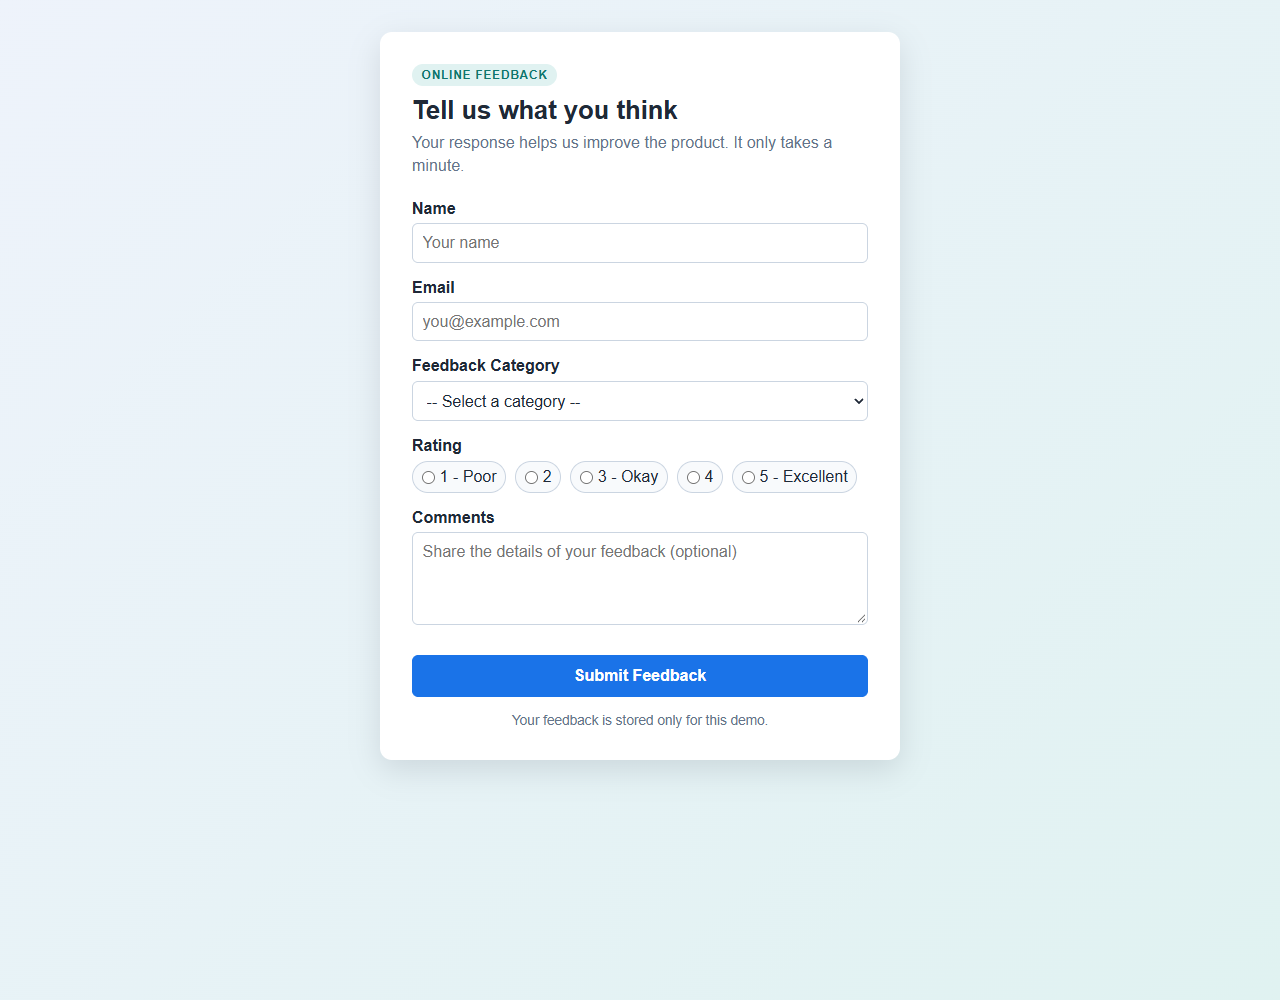 ONLINE FEEDBACK
Tell us what you think
Your response helps us improve the product. It only takes a
minute.
Name
Your name
Email
you@example.com
Feedback Category
-- Select a category --
Rating
1 - Poor 2 3 - Okay 4 5 - Excellent
Comments
Share the details of your feedback (optional)
Submit Feedback
Your feedback is stored only for this demo.